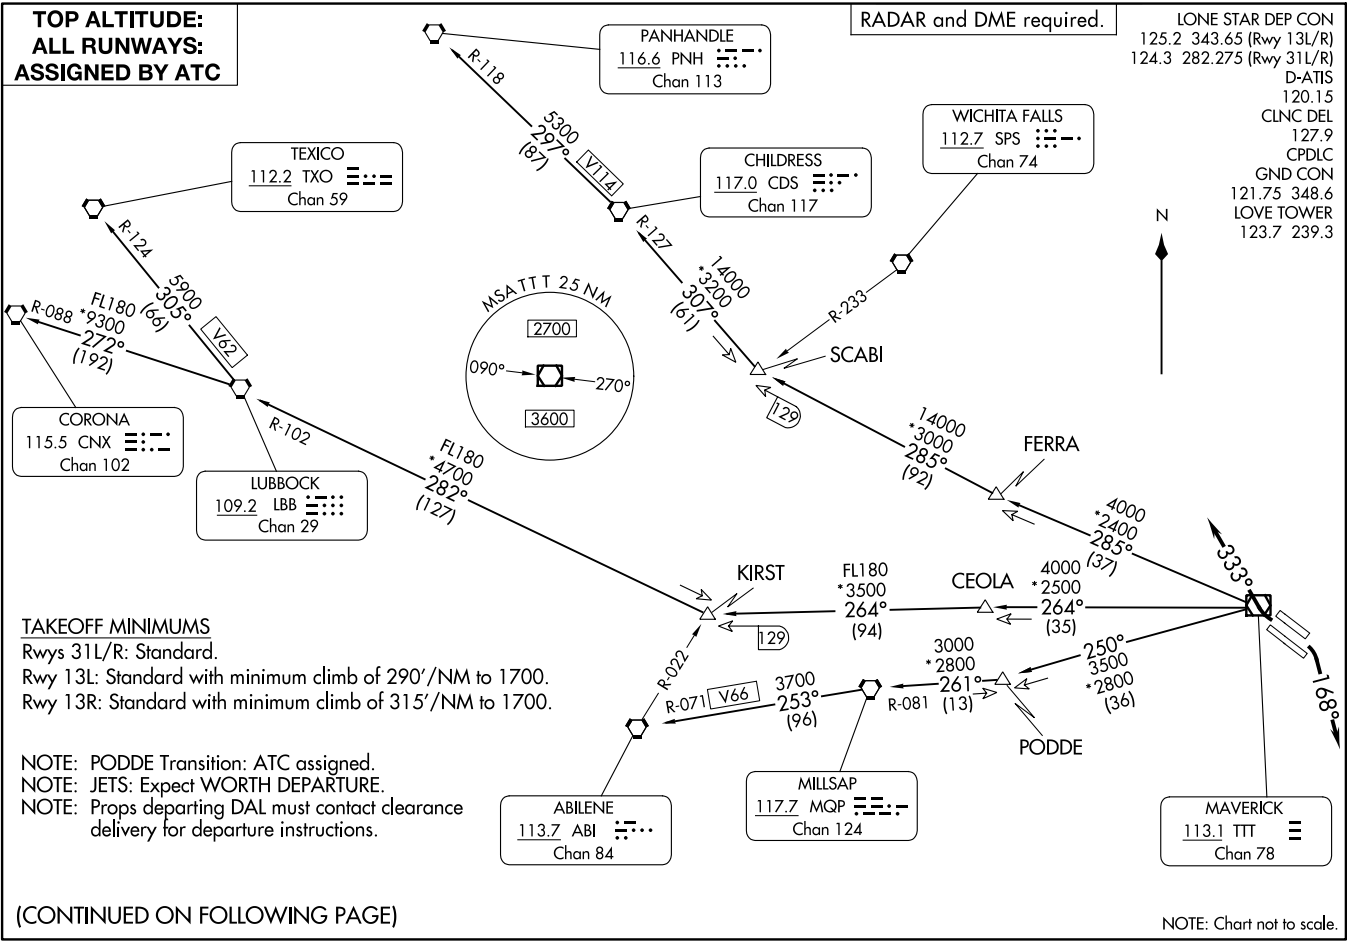 TOP ALTITUDE:
ALL RUNWAYS:
ASSIGNED BY ATC
RADAR and DME required.
LONE STAR DEP CON
125.2 343.65 (Rwy 13L/R)
124.3 282.275 (Rwy 31L/R)
D-ATIS
120.15
CLNC DEL
127.9
CPDLC
GND CON
121.75 348.6
LOVE TOWER
123.7 239.3
PANHANDLE
116.6 PNH
Chan 113
R-118
5300
297°
(87)
V114
WICHITA FALLS
112.7 SPS
Chan 74
TEXICO
112.2 TXO
Chan 59
CHILDRESS
117.0 CDS
Chan 117
N
R-124
5900
305°
(66)
V62
R-127
14000
*3200
307°
(61)
R-233
SCABI
129
MSA TTT 25 NM
2700
090°
270°
3600
R-088
FL180
*9300
272°
(192)
CORONA
115.5 CNX
Chan 102
LUBBOCK
109.2 LBB
Chan 29
R-102
FL180
*4700
282°
(127)
14000
*3000
285°
(92)
FERRA
4000
*2400
285°
(37)
333°
KIRST
129
FL180
*3500
264°
(94)
CEOLA
4000
*2500
264°
(35)
250°
3500
*2800
(36)
168°
R-022
R-071
V66
3700
253°
(96)
R-081
3000
*2800
261°
(13)
PODDE
TAKEOFF MINIMUMS
Rwys 31L/R: Standard.
Rwy 13L: Standard with minimum climb of 290'/NM to 1700.
Rwy 13R: Standard with minimum climb of 315'/NM to 1700.
NOTE: PODDE Transition: ATC assigned.
NOTE: JETS: Expect WORTH DEPARTURE.
NOTE: Props departing DAL must contact clearance
delivery for departure instructions.
ABILENE
113.7 ABI
Chan 84
MILLSAP
117.7 MQP
Chan 124
MAVERICK
113.1 TTT
Chan 78
(CONTINUED ON FOLLOWING PAGE)
NOTE: Chart not to scale.